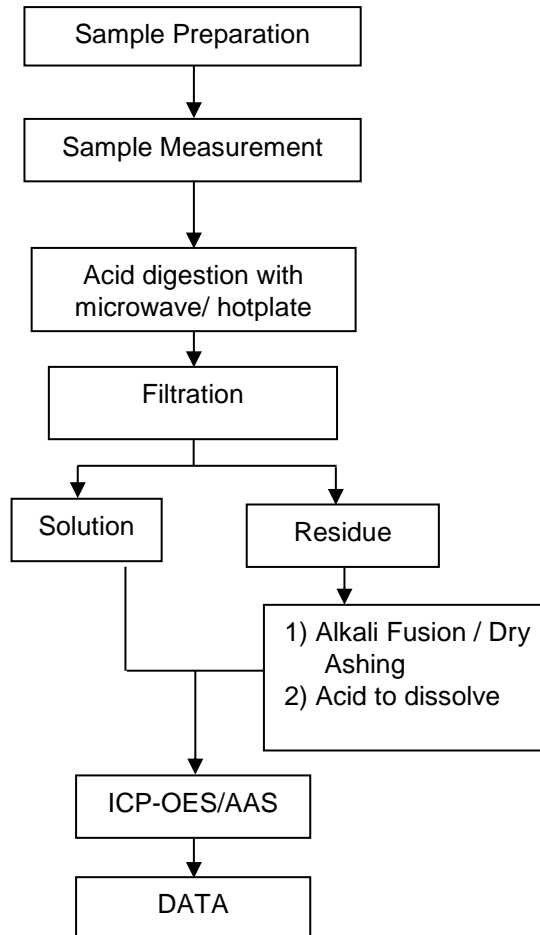 Sample Preparation
Sample Measurement
Acid digestion with
microwave/ hotplate
Filtration
Solution
Residue
1) Alkali Fusion / Dry
Ashing
2) Acid to dissolve
ICP-OES/AAS
DATA